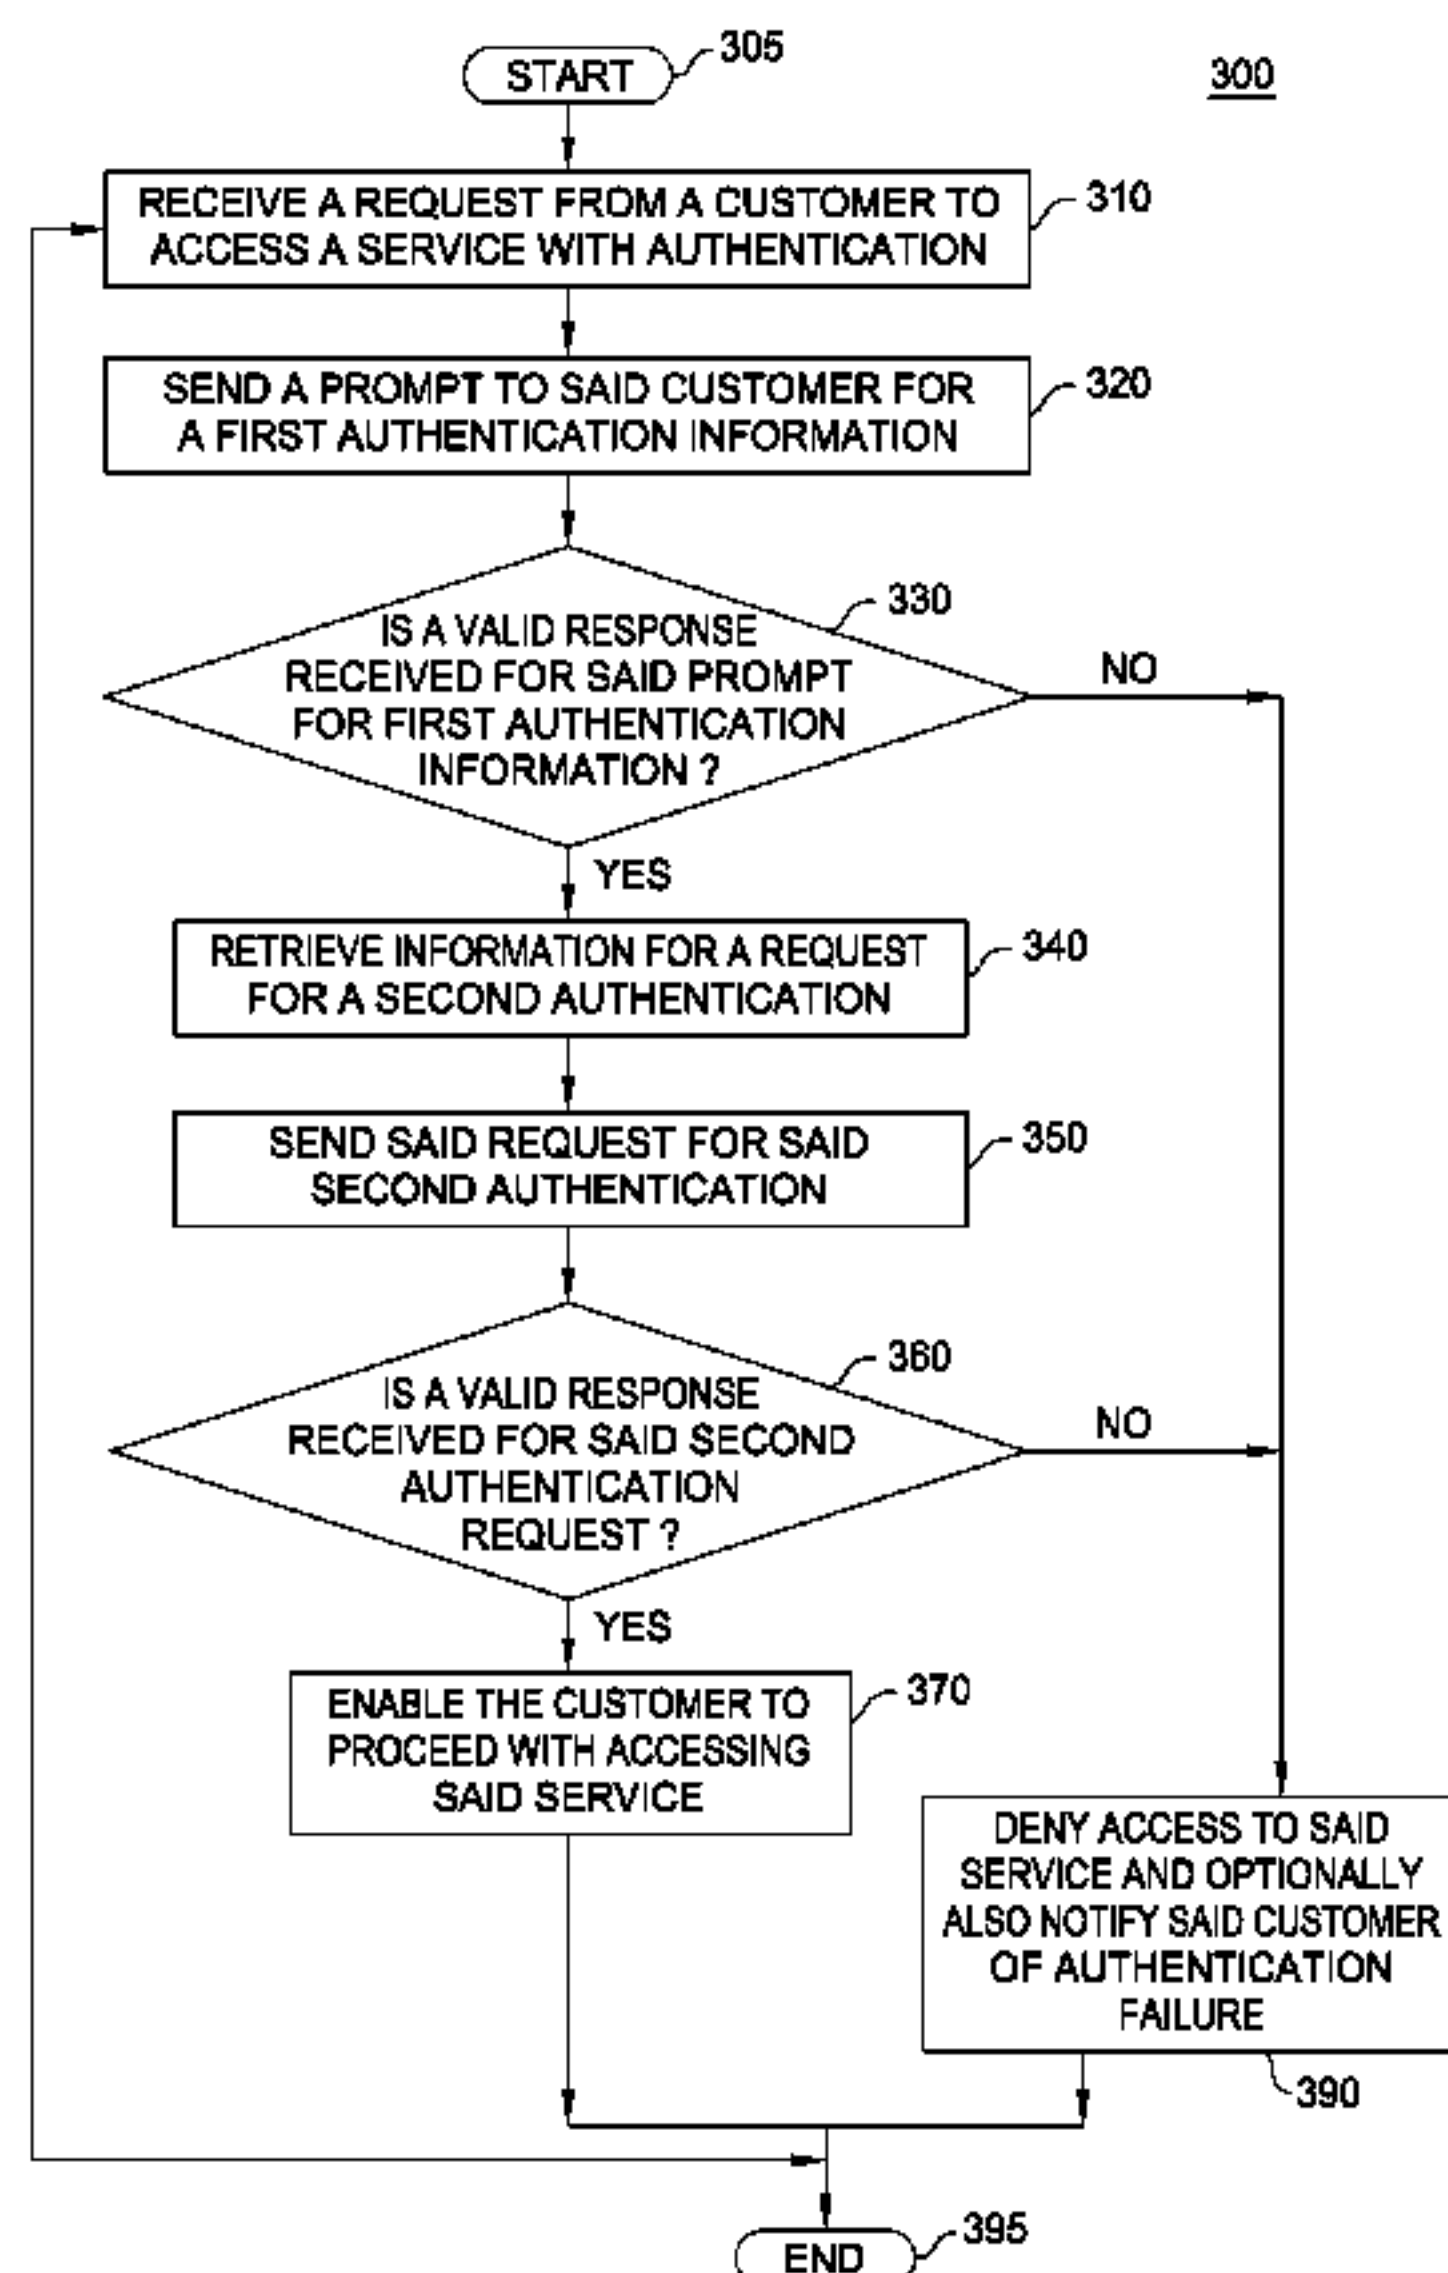 START
305
300
RECEIVE A REQUEST FROM A CUSTOMER TO
ACCESS A SERVICE WITH AUTHENTICATION
310
SEND A PROMPT TO SAID CUSTOMER FOR
A FIRST AUTHENTICATION INFORMATION
320
330
IS A VALID RESPONSE
RECEIVED FOR SAID PROMPT
FOR FIRST AUTHENTICATION
INFORMATION ?
NO
YES
RETRIEVE INFORMATION FOR A REQUEST
FOR A SECOND AUTHENTICATION
340
SEND SAID REQUEST FOR SAID
SECOND AUTHENTICATION
350
360
IS A VALID RESPONSE
RECEIVED FOR SAID SECOND
AUTHENTICATION
REQUEST ?
NO
YES
ENABLE THE CUSTOMER TO
PROCEED WITH ACCESSING
SAID SERVICE
370
DENY ACCESS TO SAID
SERVICE AND OPTIONALLY
ALSO NOTIFY SAID CUSTOMER
OF AUTHENTICATION
FAILURE
390
END
395